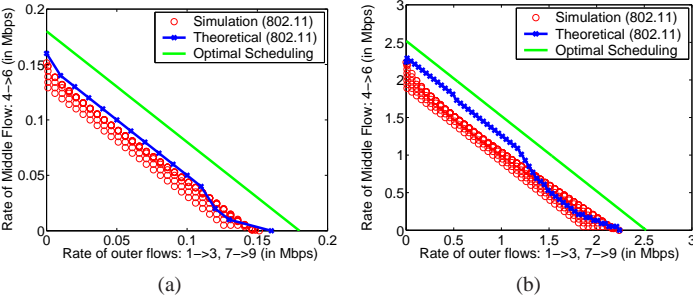 0.2
0.15
0.1
0.05
0
0
0.05
0.1
0.15
0.2
Rate of Middle Flow: 4->6 (in Mbps)
Rate of outer flows: 1->3, 7->9 (in Mbps)
Simulation (802.11)
Theoretical (802.11)
Optimal Scheduling
(a)
3
2.5
2
1.5
1
0.5
0
0
0.5
1
1.5
2
2.5
3
Rate of Middle Flow: 4->6 (in Mbps)
Rate of outer flows: 1->3, 7->9 (in Mbps)
Simulation (802.11)
Theoretical (802.11)
Optimal Scheduling
(b)